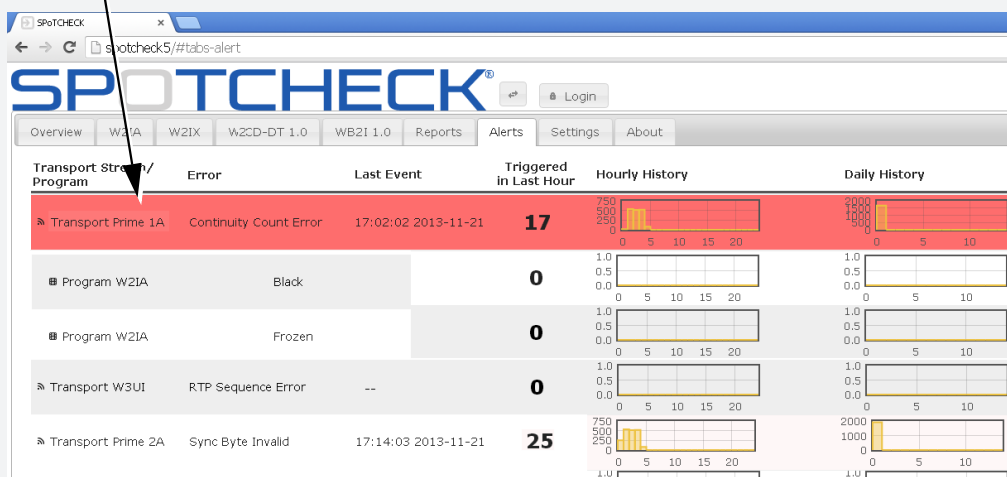 SPOTCHECK
spotcheck5/#tabs-alert
SPOTCHECK® Login
Overview W2IA W2IX W2CD-DT 1.0 WB2I 1.0 Reports Alerts Settings About
Transport Stream/ Program Error Last Event Triggered in Last Hour Hourly History Daily History
Transport Prime 1A Continuity Count Error 17:02:02 2013-11-21 17
750 2000
500 1500
250 1000
0 500
0
0 5 10 15 20 0 5 10
Program W2IA Black 0
1.0 1.0
0.5 0.5
0.0 0.0
0 5 10 15 20 0 5 10
Program W2IA Frozen 0
1.0 1.0
0.5 0.5
0.0 0.0
0 5 10 15 20 0 5 10
Transport W3UI RTP Sequence Error -- 0
1.0 1.0
0.5 0.5
0.0 0.0
0 5 10 15 20 0 5 10
Transport Prime 2A Sync Byte Invalid 17:14:03 2013-11-21 25
750 2000
500 1000
250 0
0
0 5 10 15 20 0 5 10
1.0 1.0